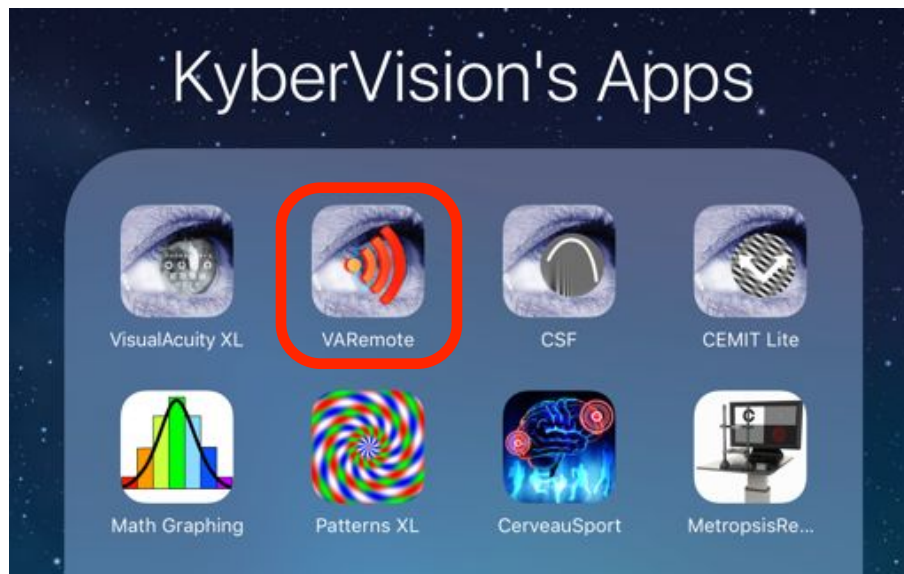 KyberVision's Apps
VisualAcuity XL
VARemote
CSF
CEMIT Lite
Math Graphing
Patterns XL
CerveauSport
MetropsisRe...